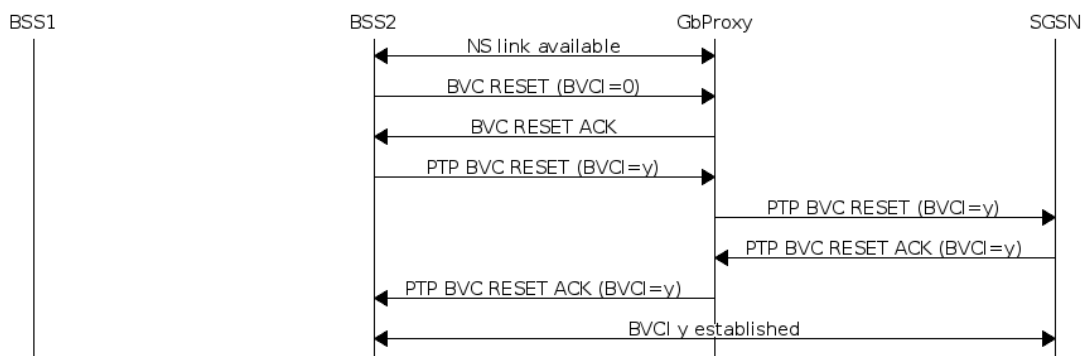 BSS1 BSS2 GbProxy SGSN
NS link available
BVC RESET (BVCI=0)
BVC RESET ACK
PTP BVC RESET (BVCI=y)
PTP BVC RESET (BVCI=y)
PTP BVC RESET ACK (BVCI=y)
PTP BVC RESET ACK (BVCI=y)
BVCI y established